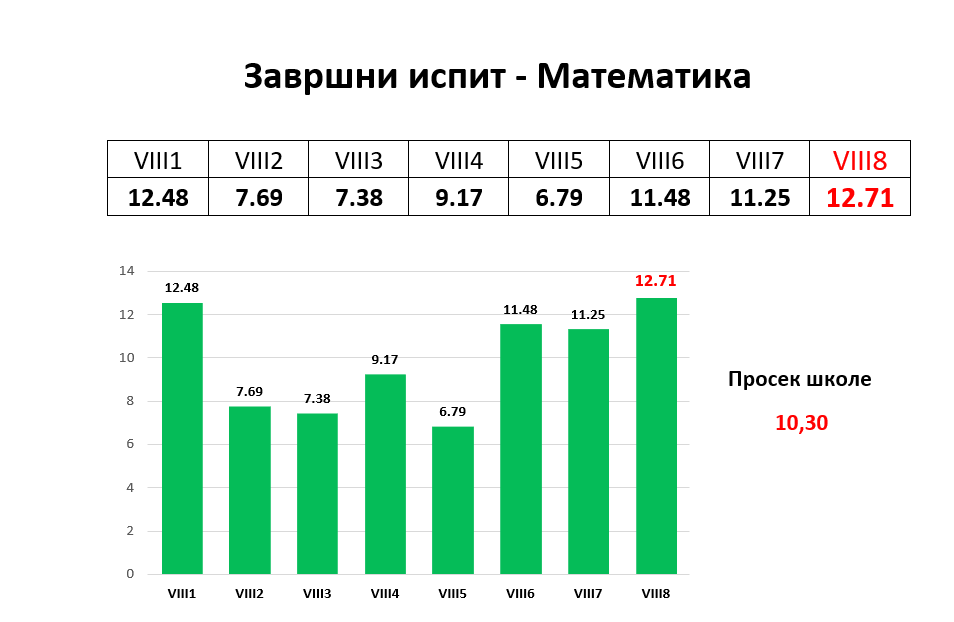 Завршни испит - Математика
VIII1 VIII2 VIII3 VIII4 VIII5 VIII6 VIII7 VIII8
12.48 7.69 7.38 9.17 6.79 11.48 11.25 12.71
14
12
10
8
6
4
2
0
12.48 7.69 7.38 9.17 6.79 11.48 11.25 12.71
VIII1 VIII2 VIII3 VIII4 VIII5 VIII6 VIII7 VIII8
Просек школе
10,30